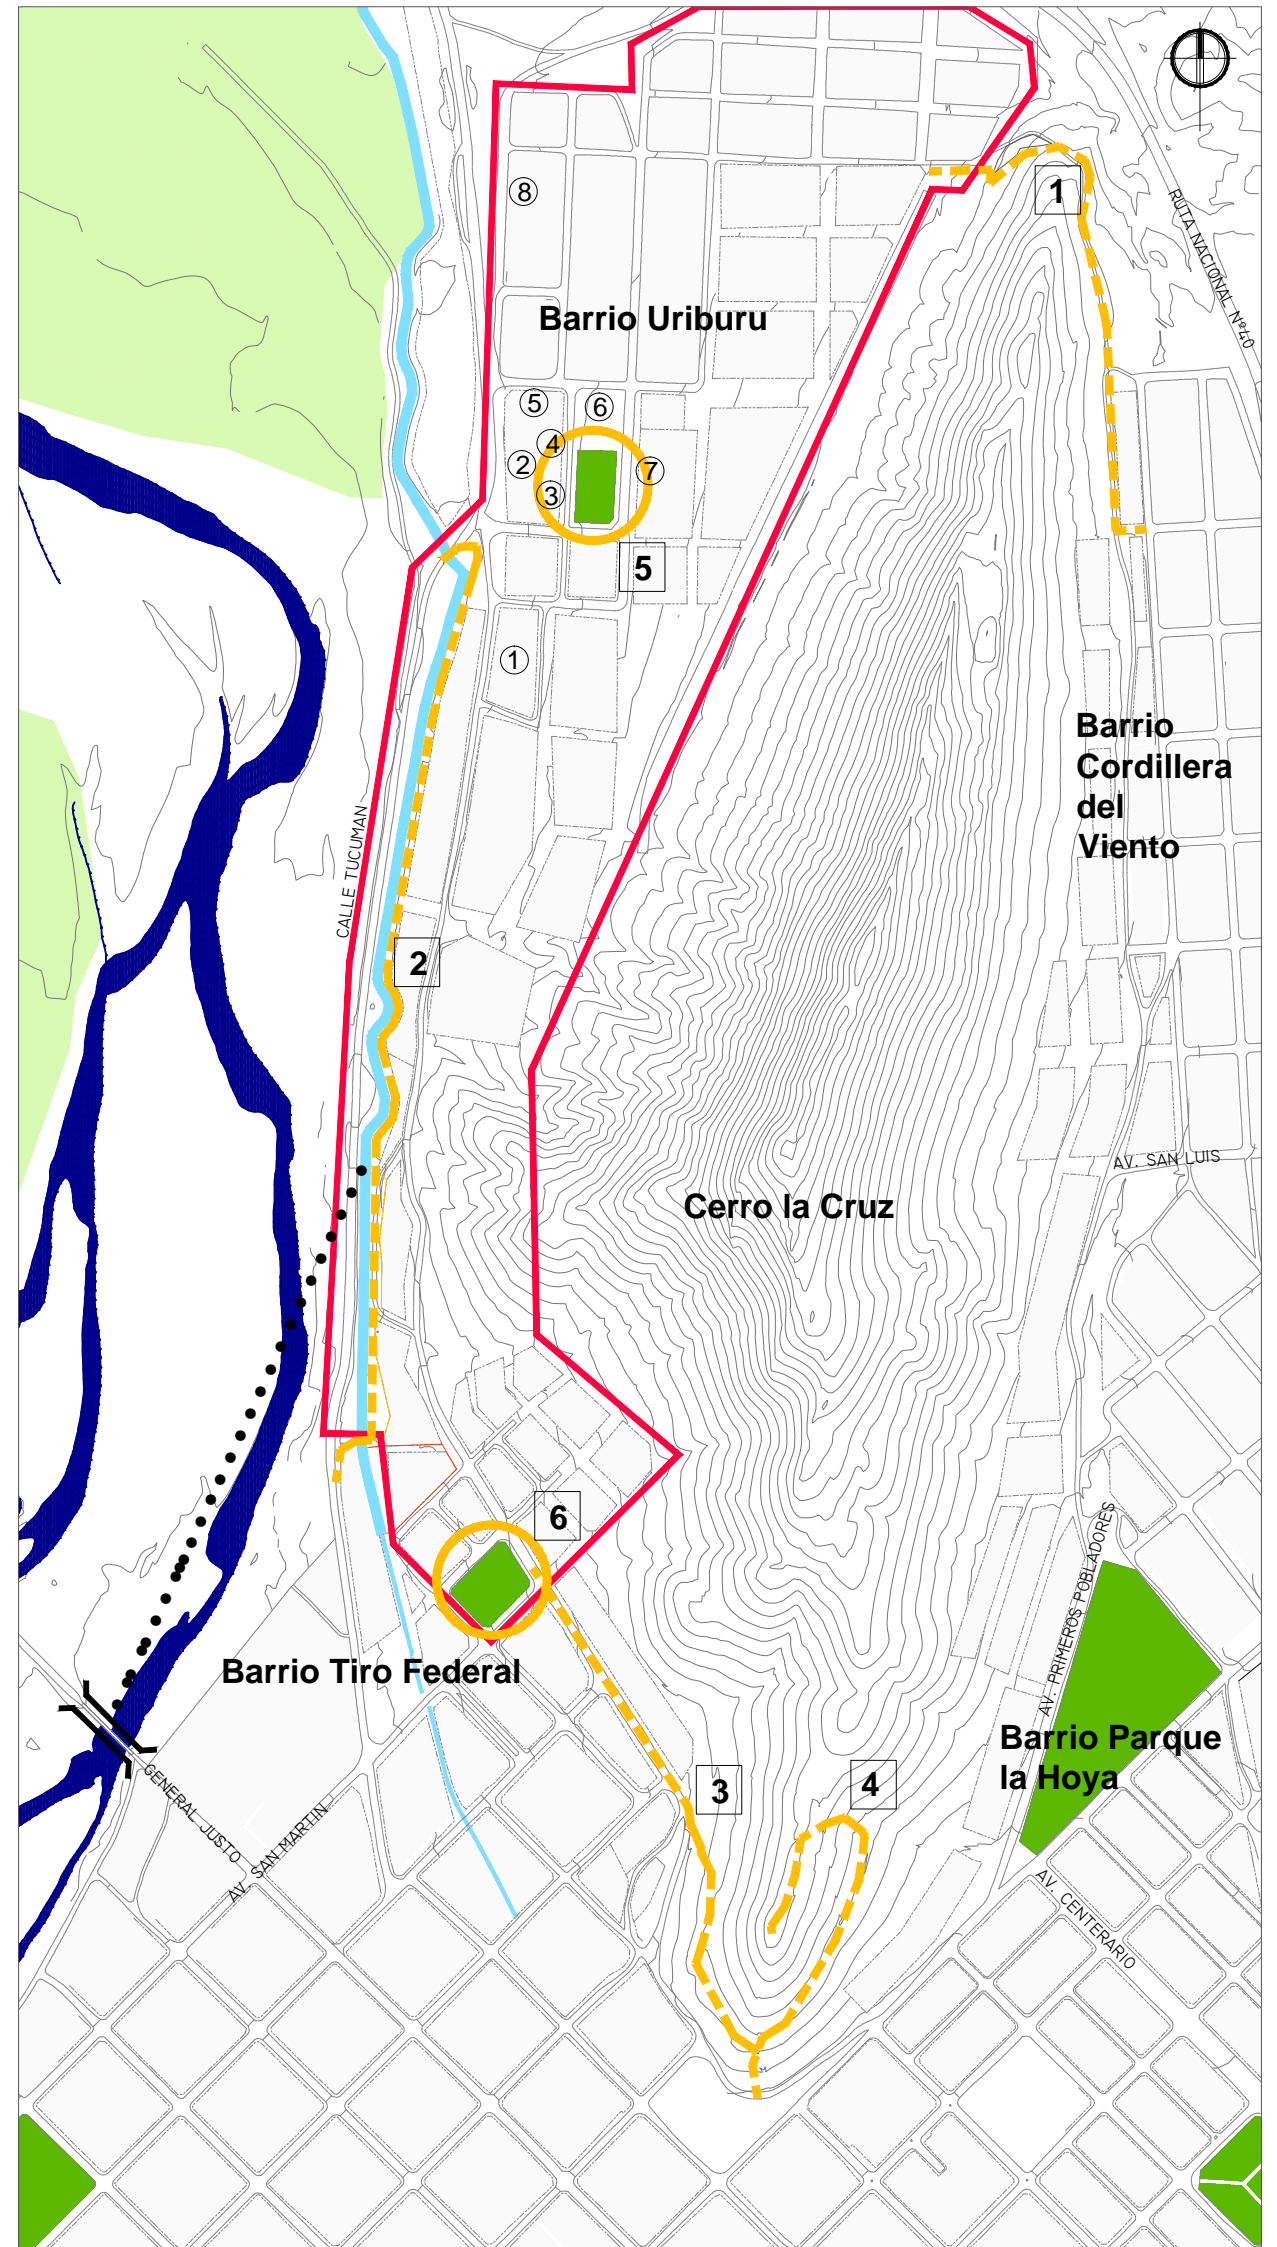 1
RUTA NACIONAL Nº40
8
Barrio Uriburu
5
6
4
2
7
3
5
1
Barrio
Cordillera
del
Viento
CALLE TUCUMAN
2
AV. SAN LUIS
Cerro la Cruz
6
AV. PRIMEROS POBLADORES
Barrio Tiro Federal
Barrio Parque
la Hoya
3
4
GENERAL JUSTO
AV. SAN MARTIN
AV. CENTERARIO